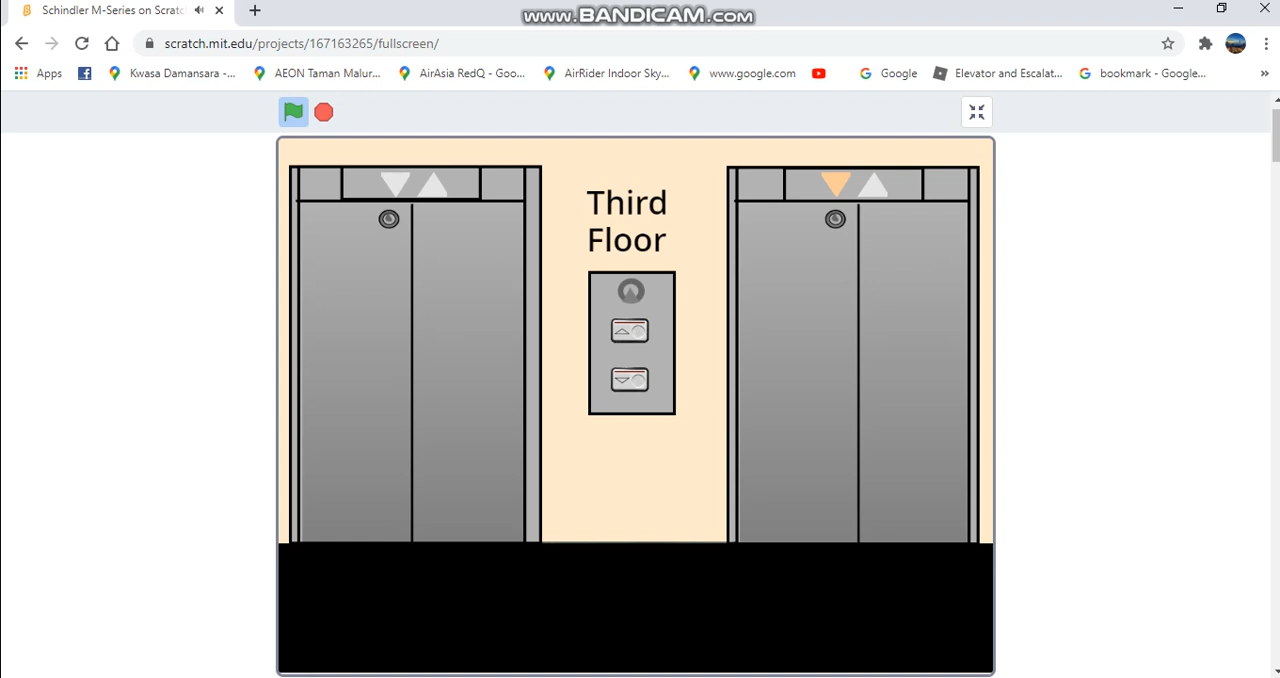 Schindler M-Series on Scratc
www.BANDICAM.com
scratch.mit.edu/projects/167163265/fullscreen/
Apps
Kwasa Damansara -...
AEON Taman Malur...
AirAsia RedQ - Goo...
AirRider Indoor Sky...
www.google.com
Google
Elevator and Escalat...
bookmark - Google...
Third
Floor